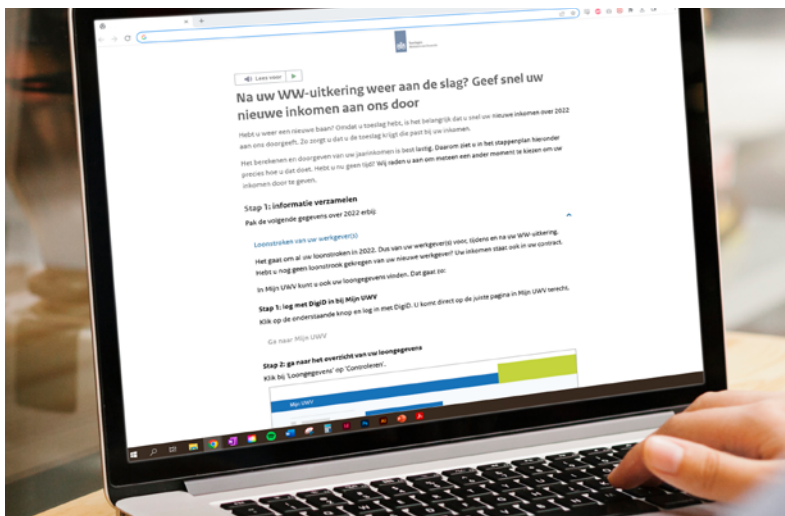 Lees voor
Na uw WW-uitkering weer aan de slag? Geef snel uw
nieuwe inkomen aan ons door
Hebt u weer een nieuwe baan? Omdat u toeslag hebt, is het belangrijk dat u snel uw nieuwe inkomen over 2022
aan ons doorgeeft. Zo zorgt u dat u de toeslag krijgt die past bij uw inkomen.
Het berekenen en doorgeven van uw jaarinkomen is best lastig. Daarom ziet u in het stappenplan hieronder
precies hoe u dat doet. Hebt u nu geen tijd? Wij raden u aan om meteen een ander moment te kiezen om uw
inkomen door te geven.
Stap 1: informatie verzamelen
Pak de volgende gegevens over 2022 erbij:
Loonstroken van uw werkgever(s)
Het gaat om al uw loonstroken in 2022. Dus van uw werkgever(s) voor, tijdens en na uw WW-uitkering.
Hebt u nog geen loonstrook gekregen van uw nieuwe werkgever? Uw inkomen staat ook in uw contract.
In Mijn UWV kunt u ook uw loongegevens vinden. Dat gaat zo:
Stap 1: log met DigiD in bij Mijn UWV
Klik op de onderstaande knop en log in met DigiD. U komt direct op de juiste pagina in Mijn UWV terecht.
Ga naar Mijn UWV
Stap 2: ga naar het overzicht van uw loongegevens
Klik bij 'Loongegevens' op 'Controleren'.
Mijn UWV